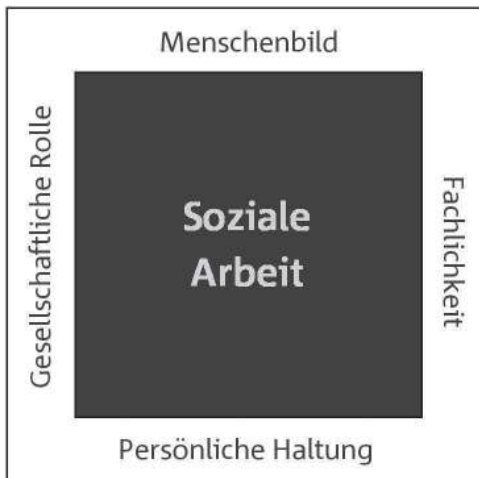 Menschenbild
Gesellschaftliche Rolle
Soziale
Arbeit
Fachlichkeit
Persönliche Haltung